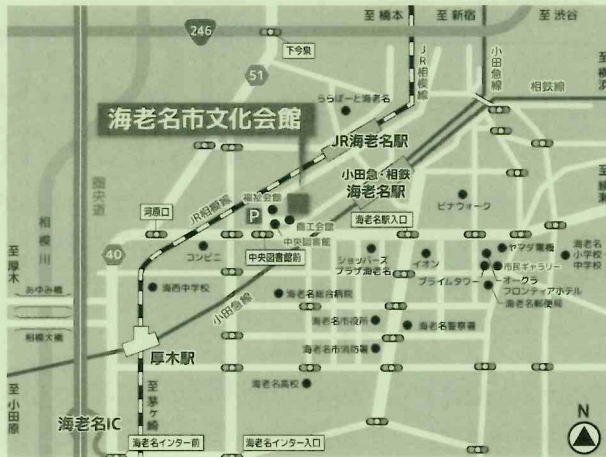 至橋本
至新宿
至渋谷
246
下今泉
JR相模線
小田急線
至横浜
51
相鉄線
ららぽーと海老名
海老名市文化会館
JR海老名駅
小田急・相鉄
海老名駅
圏央道
相模川
河原口
JR相模線
福祉会館
P
商工会館
中央図書館
海老名駅入口
ビナウォーク
至綾瀬
至厚木
40
コンビニ
中央図書館前
ショッパーズ
プラザ海老名
イオン
ヤマダ電機
市民ギャラリー
プライムタワー
オークラ
フロンティアホテル
海老名郵便局
海老名
小学校・
中学校
あゆみ橋
海西中学校
小田急線
海老名総合病院
相模大橋
海老名市役所
海老名警察署
厚木駅
海老名市消防署
至小田原
至茅ヶ崎
海老名高校
海老名IC
海老名インター前
海老名インター入口
N